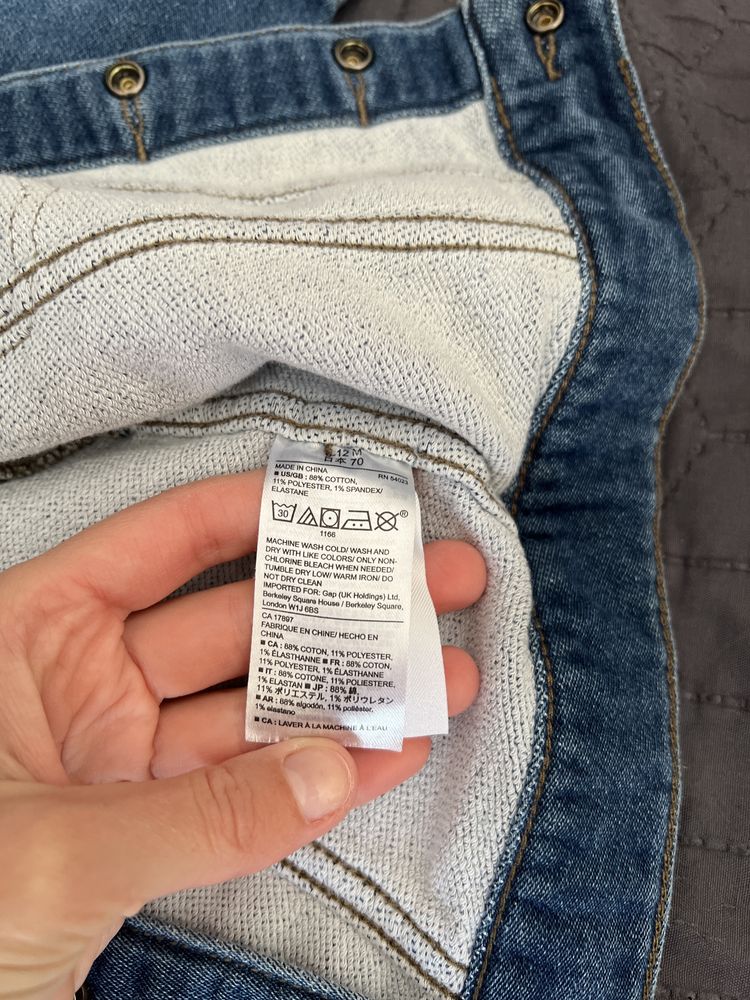 12 M
日本 70
MADE IN CHINA RN 54023
■ US/GB : 88% COTTON,
11% POLYESTER, 1% SPANDEX/
ELASTANE
30 ®
1166
MACHINE WASH COLD/ WASH AND
DRY WITH LIKE COLORS/ ONLY NON-
CHLORINE BLEACH WHEN NEEDED/
TUMBLE DRY LOW/ WARM IRON/ DO
NOT DRY CLEAN
IMPORTED FOR: Gap (UK Holdings) Ltd,
Berkeley Square House / Berkeley Square,
London W1J 6BS
CA 17897
FABRIQUE EN CHINE/ HECHO EN
CHINA
■ CA : 88% COTON, 11% POLYESTER,
1% ÉLASTHANNE ■ FR : 88% COTON,
11% POLYESTER, 1% ÉLASTHANNE
■ IT : 88% COTONE, 11% POLIESTERE,
1% ELASTAN ■ JP : 88% 綿,
11% ポリエステル, 1% ポリウレタン
■ AR : 88% algodón, 11% poliéster,
1% elastano
■ CA : LAVER À LA MACHINE À L'EAU